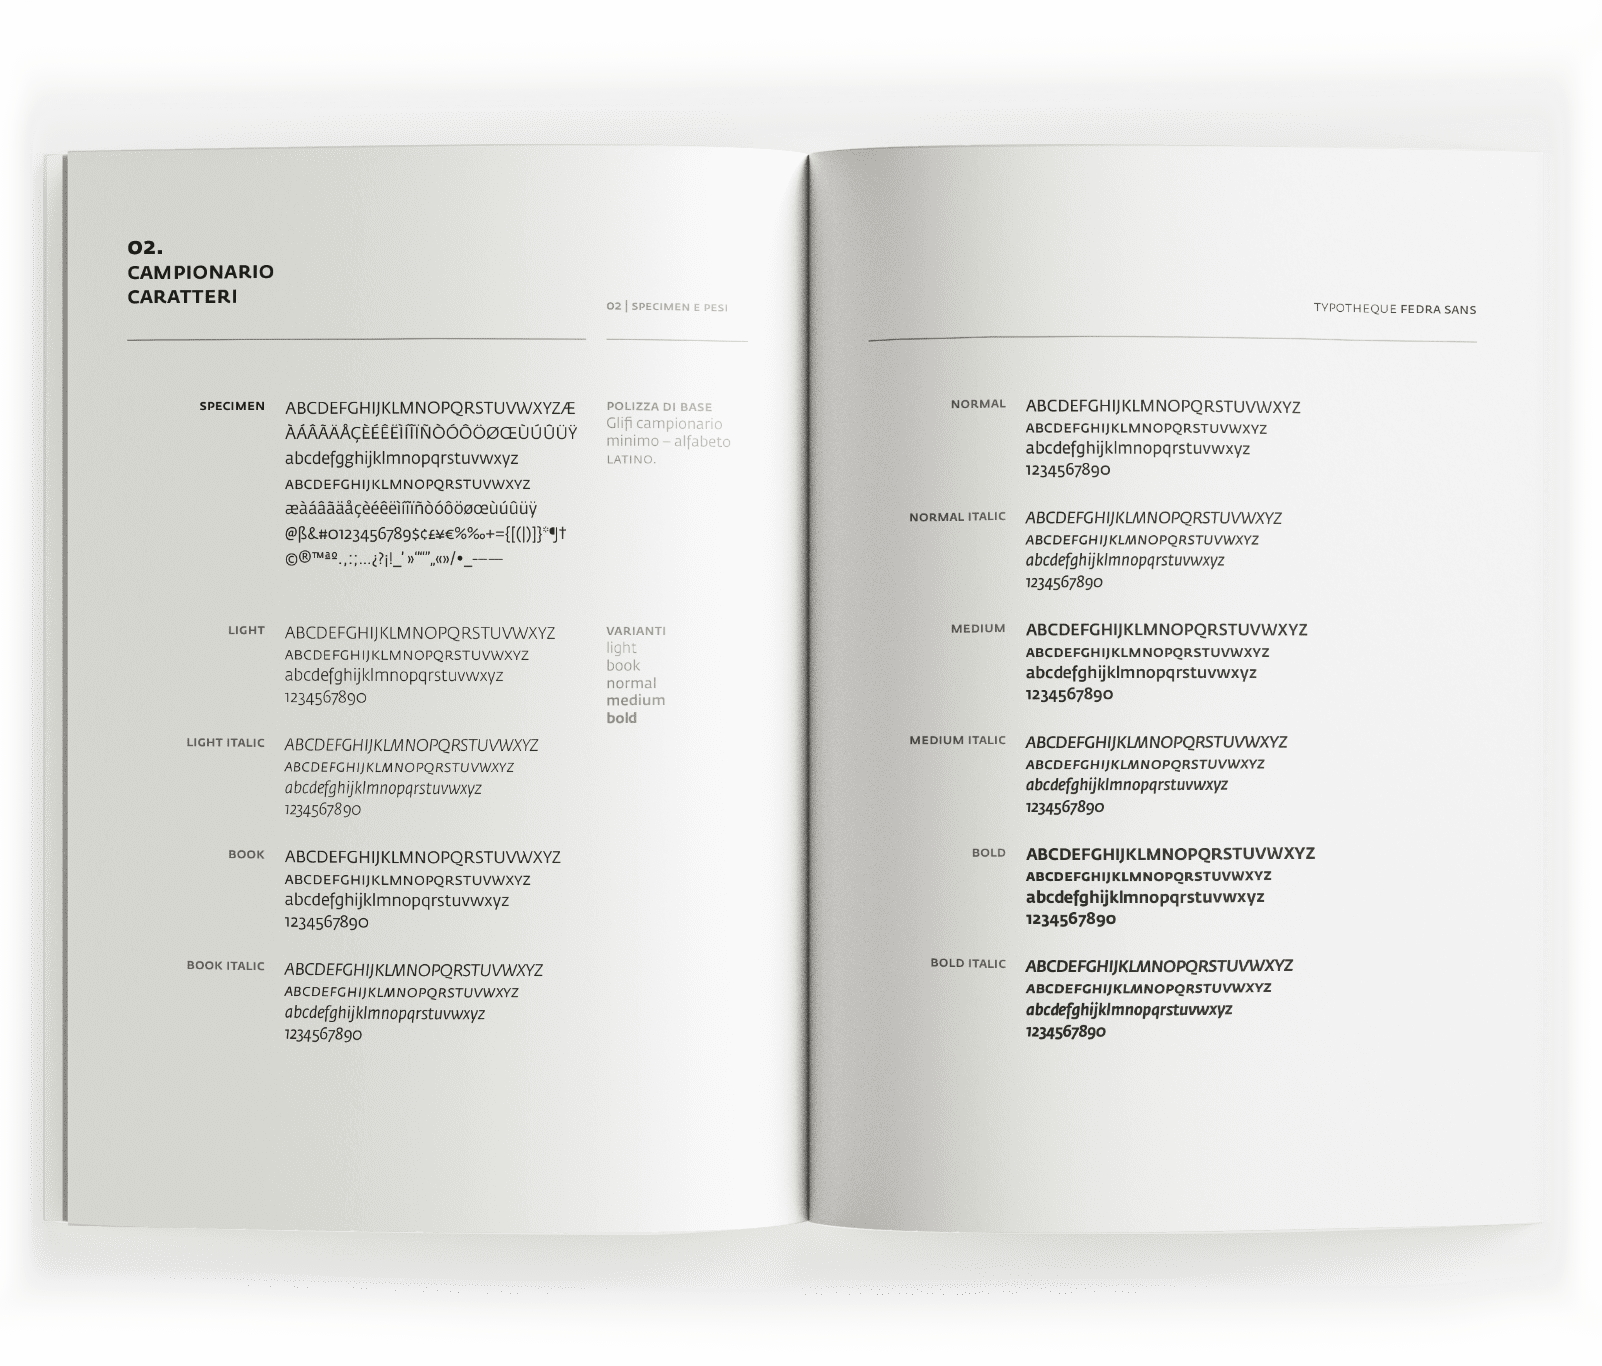 02.
CAMPIONARIO
CARATTERI
02 | SPECIMEN E PESI
SPECIMEN
ABCDEFGHIJKLMNOPQRSTUVWXYZÆ
ÀÁÂÃÄÅÇÈÉÊËÌÍÎÏÑÒÓÔÖØŒÙÚÛÜŸ
abcdefgghijklmnopqrstuvwxyz
ABCDEFGHIJKLMNOPQRSTUVWXYZ
æàáâãäåçèéêëìíîïñòóôöøœùúûüÿ
@ß&#0123456789$¢£¥€%‰+={[(|)]}*¶†
©®™ªº.,:;…¿?¡!_'»"“”„«»/•_-–—
POLIZZA DI BASE
Glifi campionario
minimo – alfabeto
LATINO.
LIGHT
ABCDEFGHIJKLMNOPQRSTUVWXYZ
ABCDEFGHIJKLMNOPQRSTUVWXYZ
abcdefghijklmnopqrstuvwxyz
1234567890
VARIANTI
light
book
normal
medium
bold
LIGHT ITALIC
ABCDEFGHIJKLMNOPQRSTUVWXYZ
ABCDEFGHIJKLMNOPQRSTUVWXYZ
abcdefghijklmnopqrstuvwxyz
1234567890
BOOK
ABCDEFGHIJKLMNOPQRSTUVWXYZ
ABCDEFGHIJKLMNOPQRSTUVWXYZ
abcdefghijklmnopqrstuvwxyz
1234567890
BOOK ITALIC
ABCDEFGHIJKLMNOPQRSTUVWXYZ
ABCDEFGHIJKLMNOPQRSTUVWXYZ
abcdefghijklmnopqrstuvwxyz
1234567890
TYPOTHEQUE FEDRA SANS
NORMAL
ABCDEFGHIJKLMNOPQRSTUVWXYZ
ABCDEFGHIJKLMNOPQRSTUVWXYZ
abcdefghijklmnopqrstuvwxyz
1234567890
NORMAL ITALIC
ABCDEFGHIJKLMNOPQRSTUVWXYZ
ABCDEFGHIJKLMNOPQRSTUVWXYZ
abcdefghijklmnopqrstuvwxyz
1234567890
MEDIUM
ABCDEFGHIJKLMNOPQRSTUVWXYZ
ABCDEFGHIJKLMNOPQRSTUVWXYZ
abcdefghijklmnopqrstuvwxyz
1234567890
MEDIUM ITALIC
ABCDEFGHIJKLMNOPQRSTUVWXYZ
ABCDEFGHIJKLMNOPQRSTUVWXYZ
abcdefghijklmnopqrstuvwxyz
1234567890
BOLD
ABCDEFGHIJKLMNOPQRSTUVWXYZ
ABCDEFGHIJKLMNOPQRSTUVWXYZ
abcdefghijklmnopqrstuvwxyz
1234567890
BOLD ITALIC
ABCDEFGHIJKLMNOPQRSTUVWXYZ
ABCDEFGHIJKLMNOPQRSTUVWXYZ
abcdefghijklmnopqrstuvwxyz
1234567890